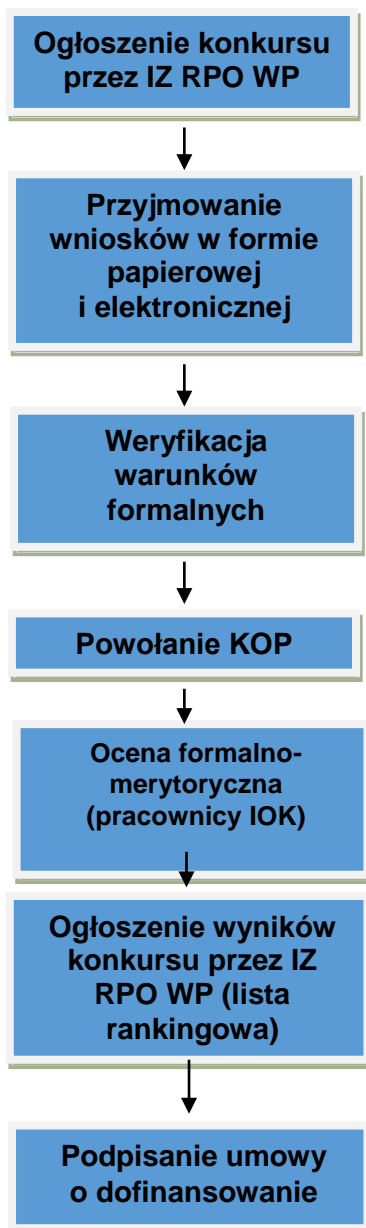 Ogłoszenie konkursu
przez IZ RPO WP
Przyjmowanie
wniosków w formie
papierowej
i elektronicznej
Weryfikacja
warunków
formalnych
Powołanie KOP
Ocena formalno-
merytoryczna
(pracownicy IOK)
Ogłoszenie wyników
konkursu przez IZ
RPO WP (lista
rankingowa)
Podpisanie umowy
o dofinansowanie